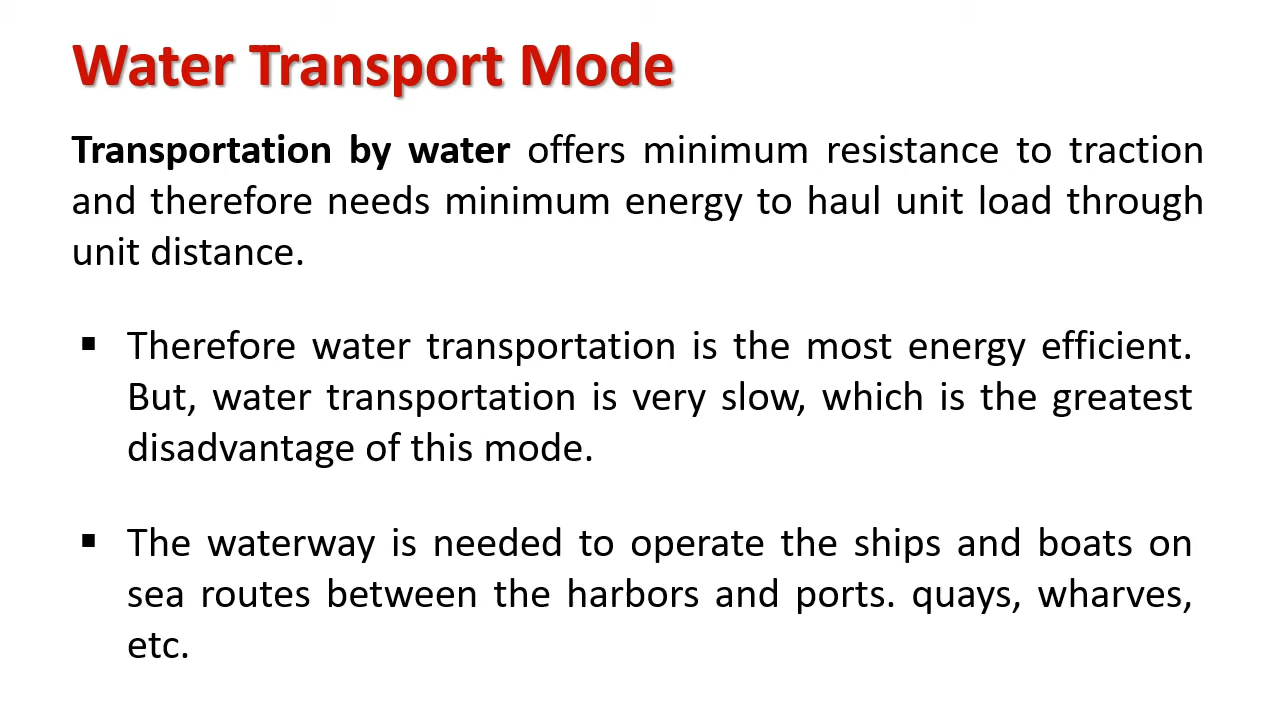 Water Transport Mode
Transportation by water offers minimum resistance to traction
and therefore needs minimum energy to haul unit load through
unit distance.
▪ Therefore water transportation is the most energy efficient.
But, water transportation is very slow, which is the greatest
disadvantage of this mode.
▪ The waterway is needed to operate the ships and boats on
sea routes between the harbors and ports. quays, wharves,
etc.